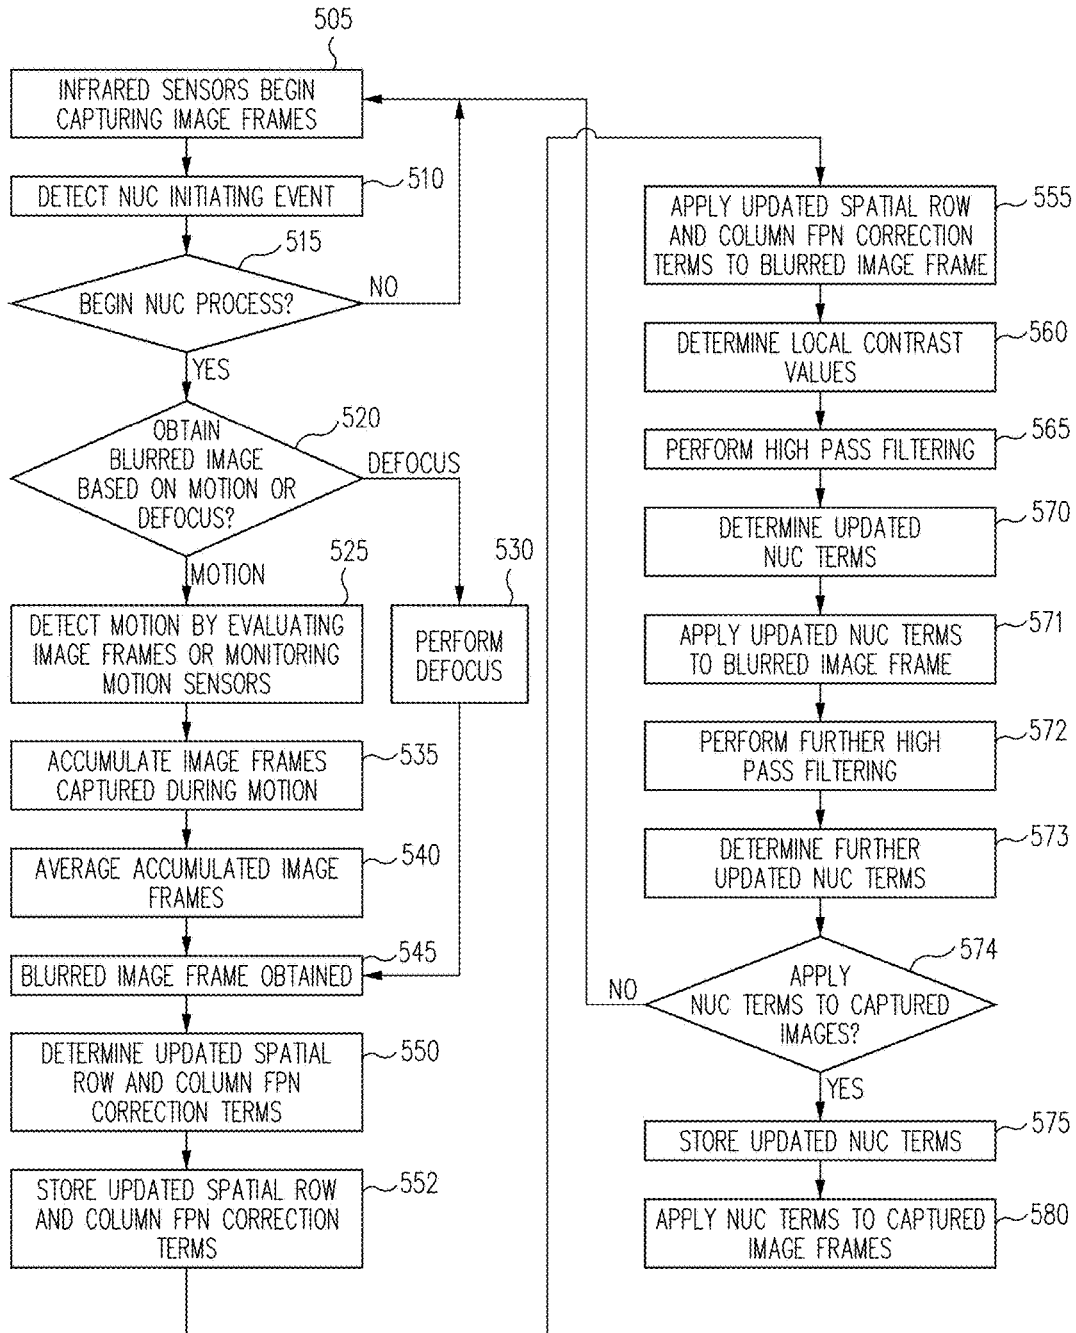 505
INFRARED SENSORS BEGIN
CAPTURING IMAGE FRAMES
DETECT NUC INITIATING EVENT
510
515
BEGIN NUC PROCESS?
NO
YES
520
OBTAIN
BLURRED IMAGE
BASED ON MOTION OR
DEFOCUS?
DEFOCUS
MOTION
525
DETECT MOTION BY EVALUATING
IMAGE FRAMES OR MONITORING
MOTION SENSORS
530
PERFORM
DEFOCUS
ACCUMULATE IMAGE FRAMES
CAPTURED DURING MOTION
535
AVERAGE ACCUMULATED IMAGE
FRAMES
540
545
BLURRED IMAGE FRAME OBTAINED
DETERMINE UPDATED SPATIAL
ROW AND COLUMN FPN
CORRECTION TERMS
550
STORE UPDATED SPATIAL ROW
AND COLUMN FPN CORRECTION
TERMS
552
APPLY UPDATED SPATIAL ROW
AND COLUMN FPN CORRECTION
TERMS TO BLURRED IMAGE FRAME
555
DETERMINE LOCAL CONTRAST
VALUES
560
PERFORM HIGH PASS FILTERING
565
DETERMINE UPDATED
NUC TERMS
570
APPLY UPDATED NUC TERMS
TO BLURRED IMAGE FRAME
571
PERFORM FURTHER HIGH
PASS FILTERING
572
DETERMINE FURTHER
UPDATED NUC TERMS
573
574
APPLY
NUC TERMS TO CAPTURED
IMAGES?
NO
YES
STORE UPDATED NUC TERMS
575
APPLY NUC TERMS TO CAPTURED
IMAGE FRAMES
580